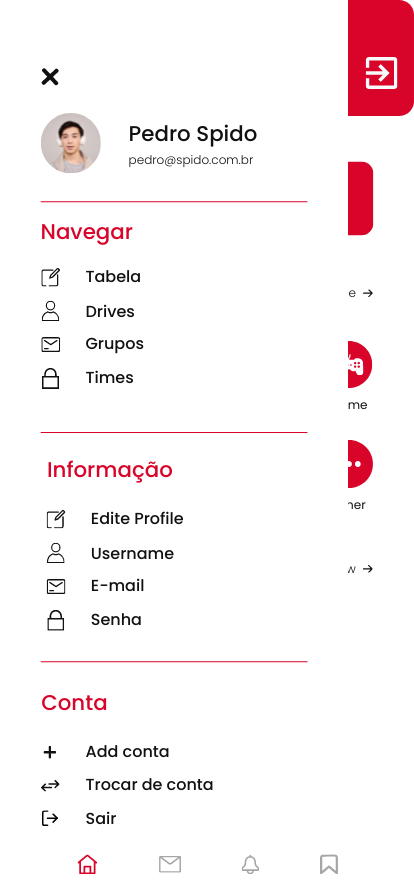 Pedro Spido
pedro@spido.com.br
Navegar
Tabela
Drives
Grupos
Times
Informação
Edite Profile
Username
E-mail
Senha
Conta
Add conta
Trocar de conta
Sair